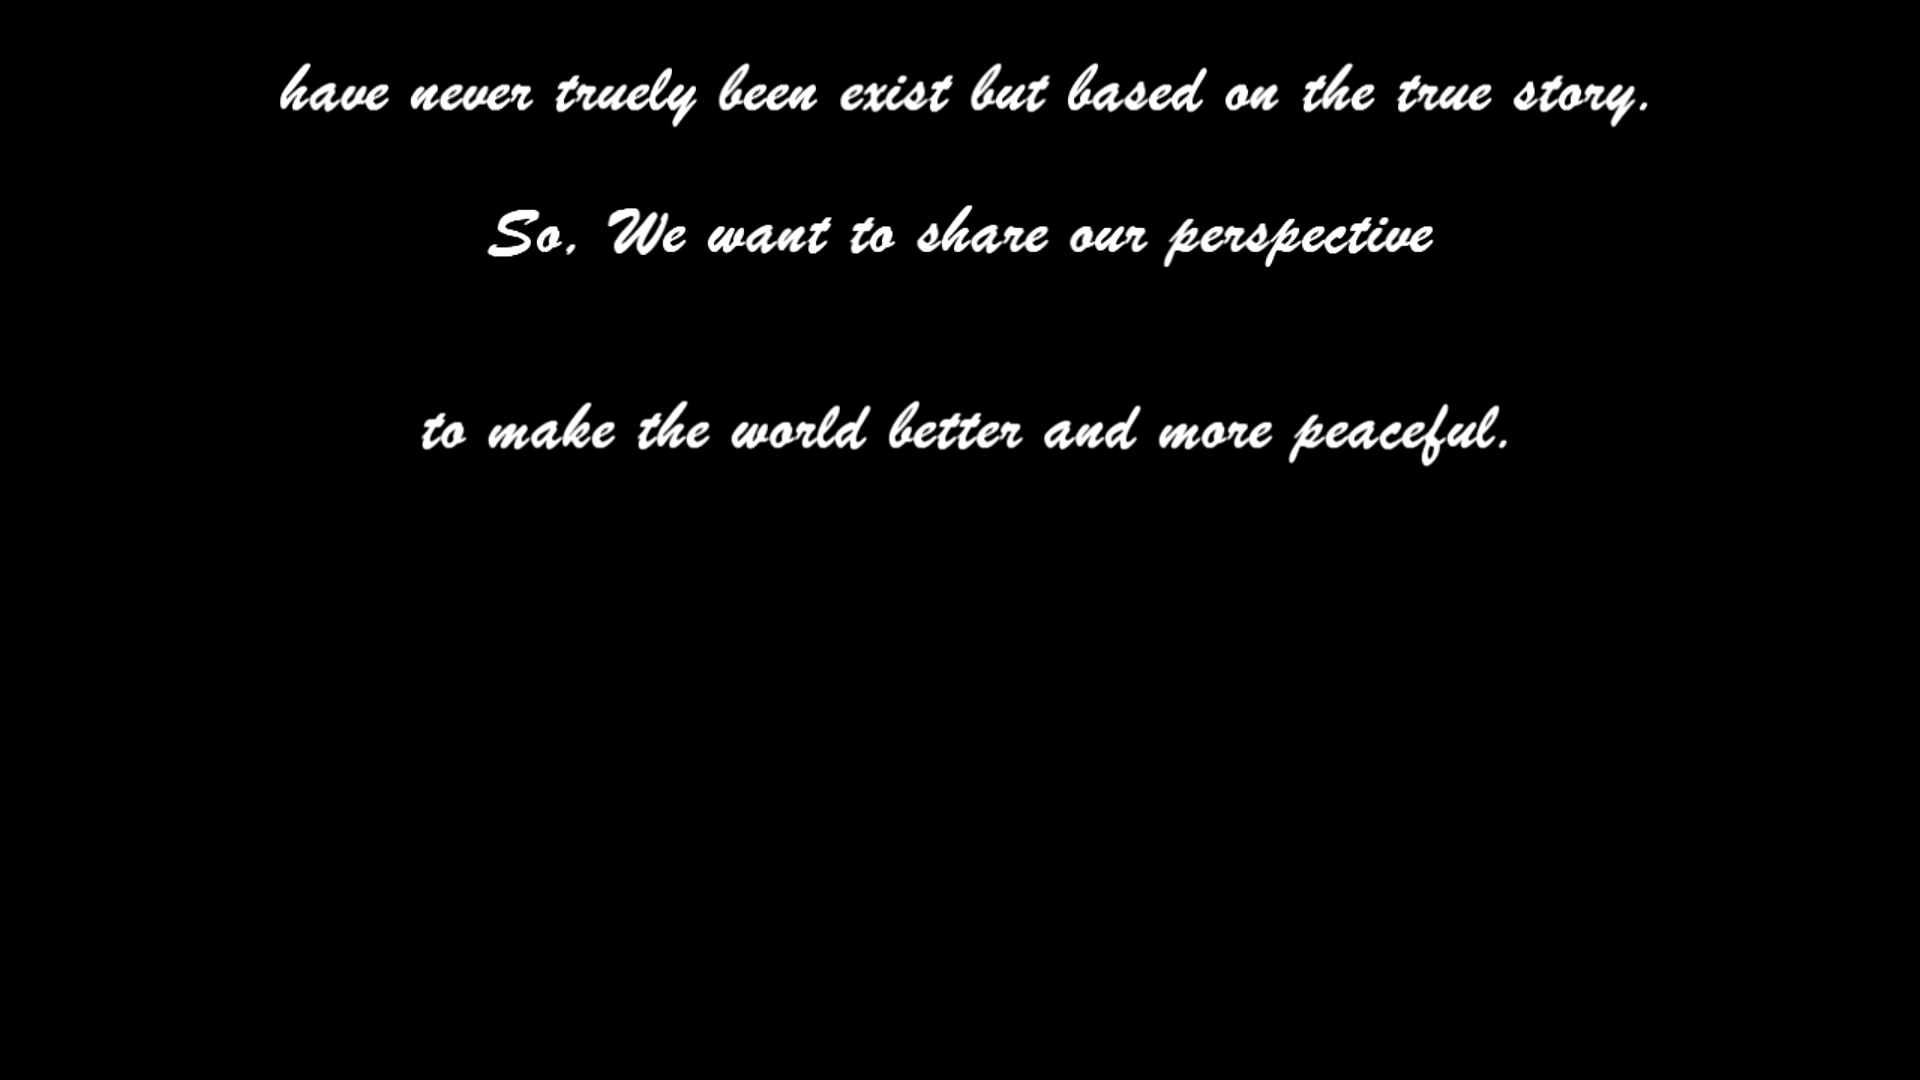 have never truely been exist but based on the true story.
So, We want to share our perspective
to make the world better and more peaceful.